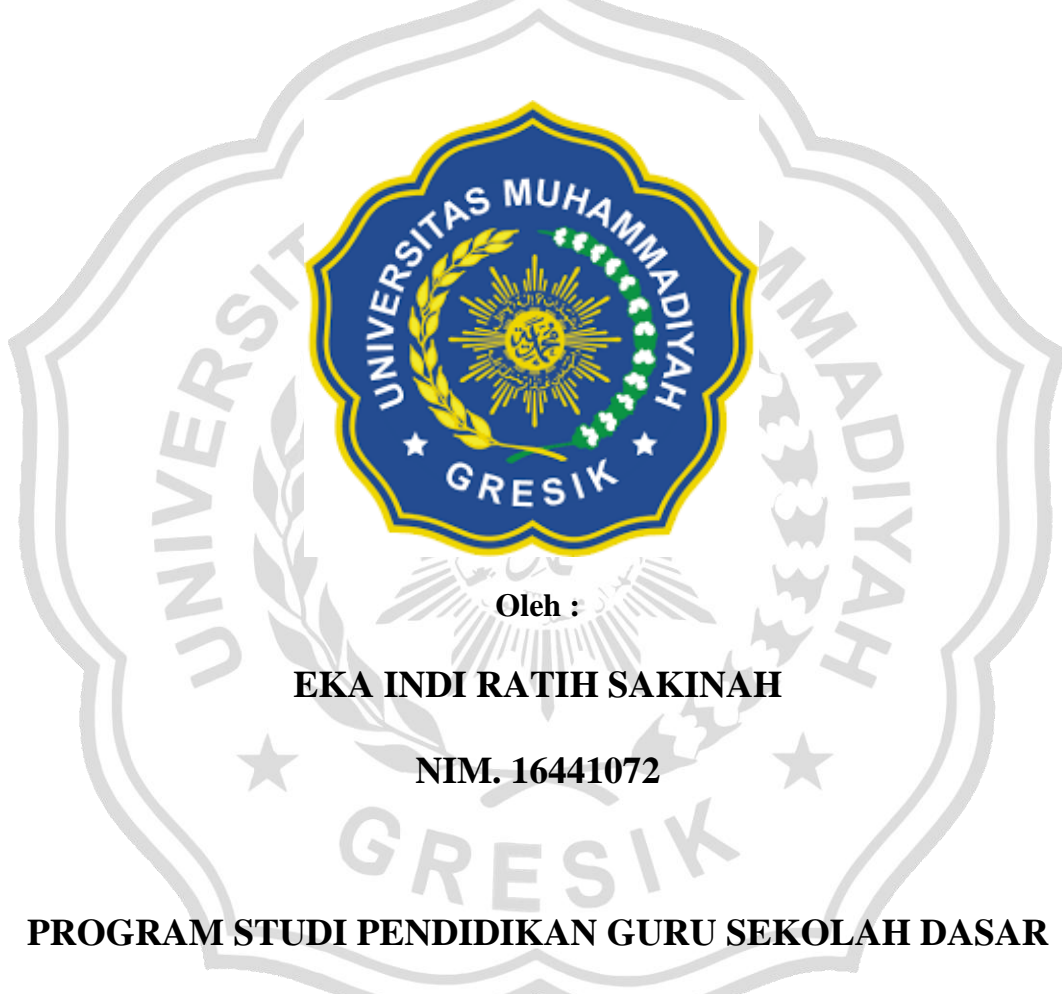 UNIVERSITAS MUHAMMADIYAH
GRESIK
Oleh :
EKA INDI RATIH SAKINAH
NIM. 16441072
PROGRAM STUDI PENDIDIKAN GURU SEKOLAH DASAR